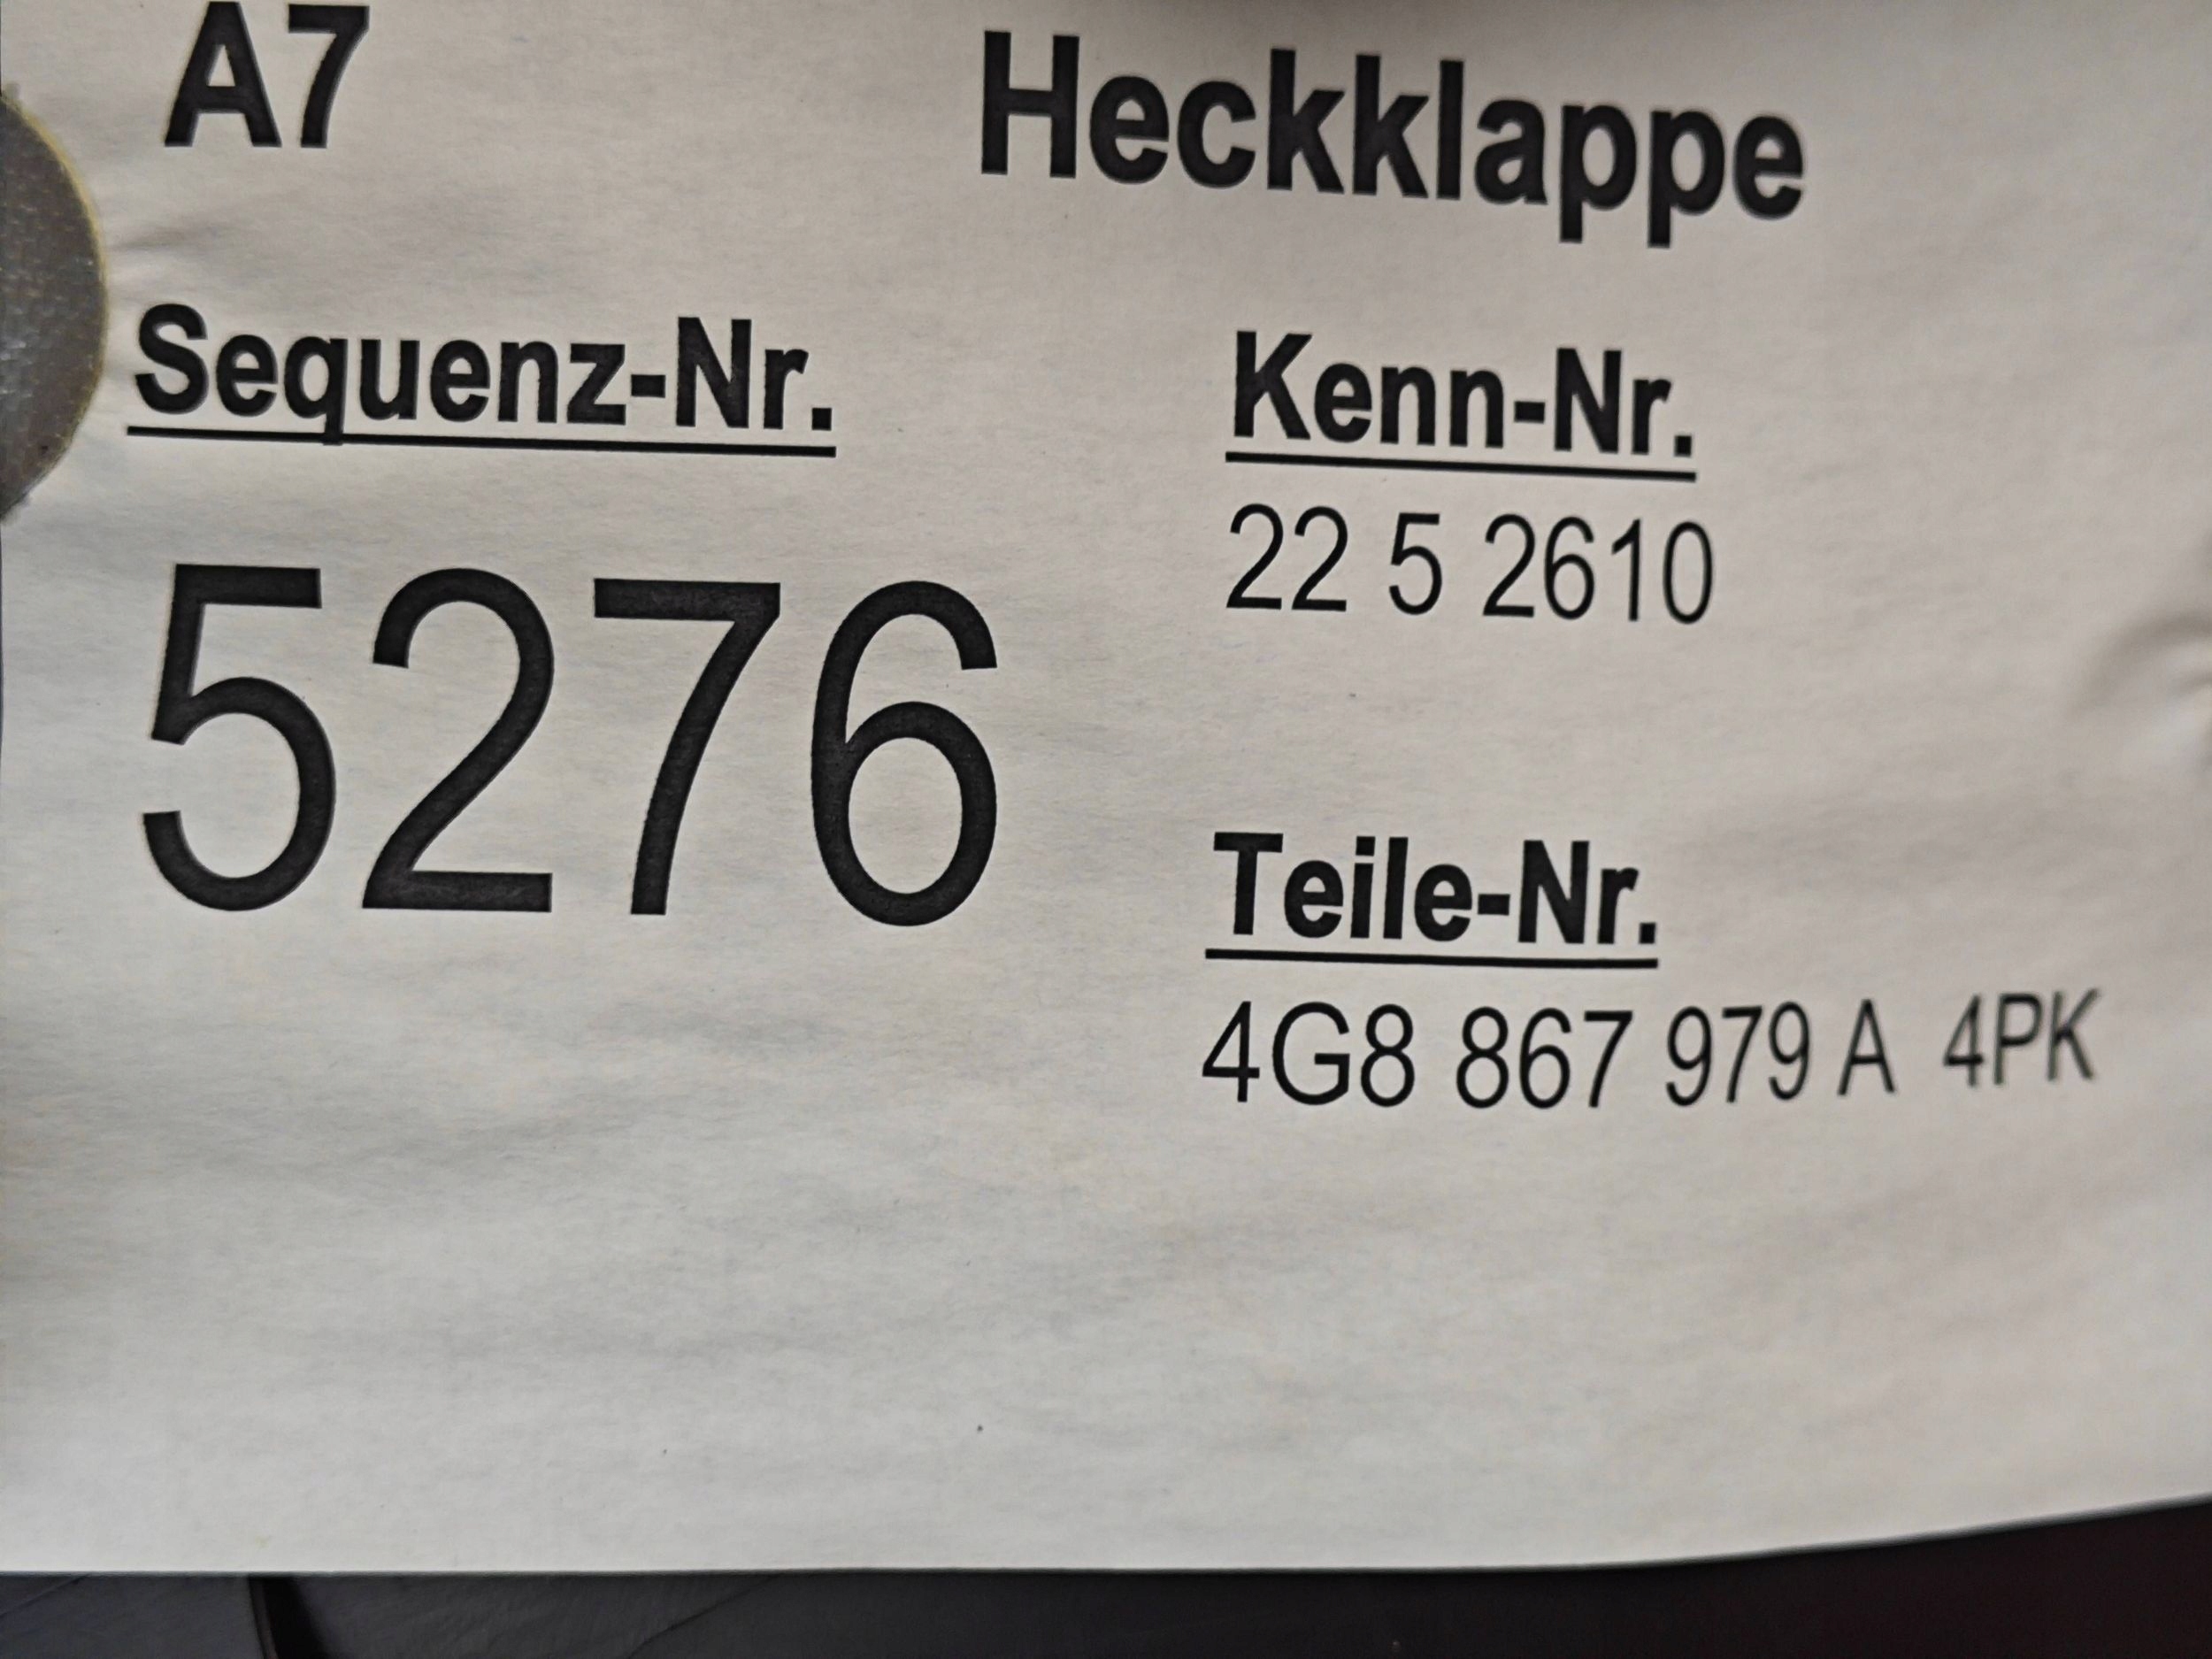 A7 Heckklappe
Sequenz-Nr. Kenn-Nr.
5276 22 5 2610
Teile-Nr.
4G8 867 979 A 4PK